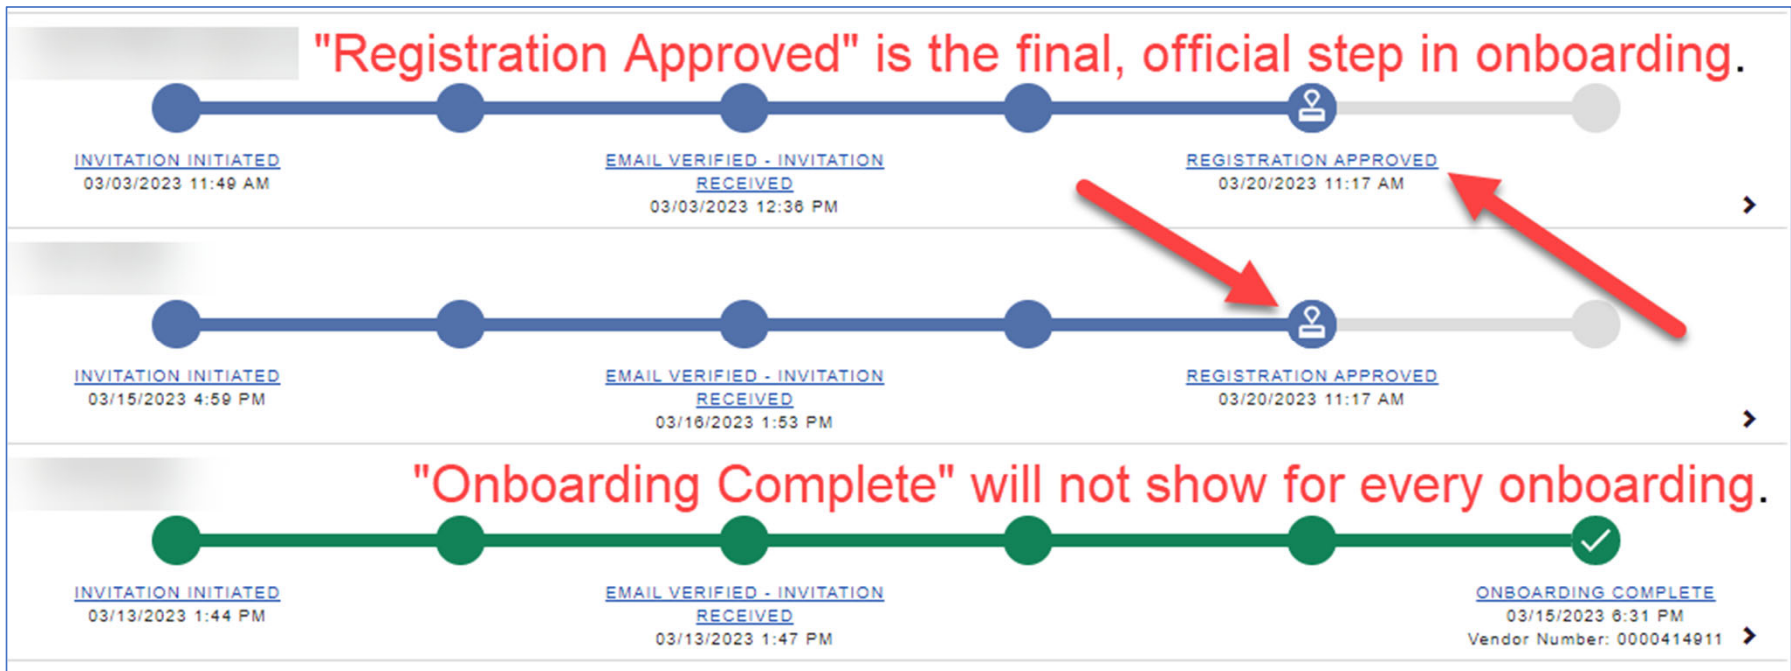 "Registration Approved" is the final, official step in onboarding.
INVITATION INITIATED
03/03/2023 11:49 AM
EMAIL VERIFIED - INVITATION
RECEIVED
03/03/2023 12:36 PM
REGISTRATION APPROVED
03/20/2023 11:17 AM
INVITATION INITIATED
03/15/2023 4:59 PM
EMAIL VERIFIED - INVITATION
RECEIVED
03/16/2023 1:53 PM
REGISTRATION APPROVED
03/20/2023 11:17 AM
"Onboarding Complete" will not show for every onboarding.
INVITATION INITIATED
03/13/2023 1:44 PM
EMAIL VERIFIED - INVITATION
RECEIVED
03/13/2023 1:47 PM
ONBOARDING COMPLETE
03/15/2023 6:31 PM
Vendor Number: 0000414911